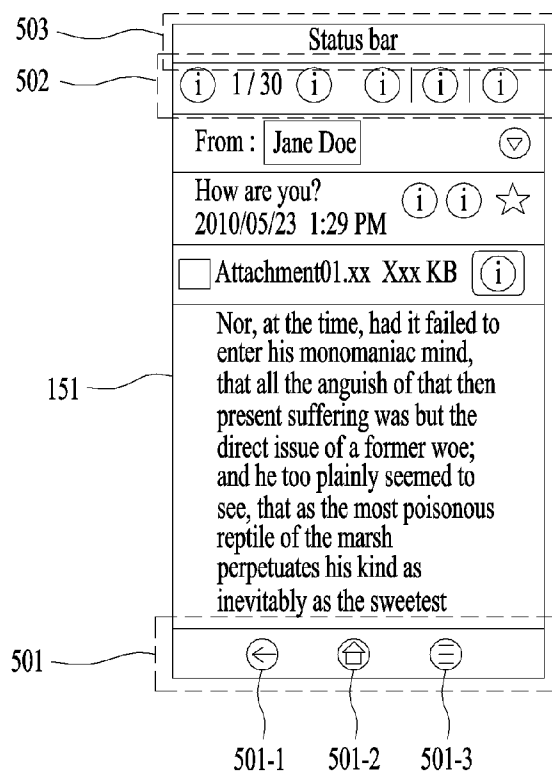 503
Status bar
502
i 1 / 30 i i i i
From : Jane Doe
How are you?
2010/05/23 1:29 PM
i i
Attachment01.xx Xxx KB i
151
Nor, at the time, had it failed to
enter his monomaniac mind,
that all the anguish of that then
present suffering was but the
direct issue of a former woe;
and he too plainly seemed to
see, that as the most poisonous
reptile of the marsh
perpetuates his kind as
inevitably as the sweetest
501
501-1 501-2 501-3